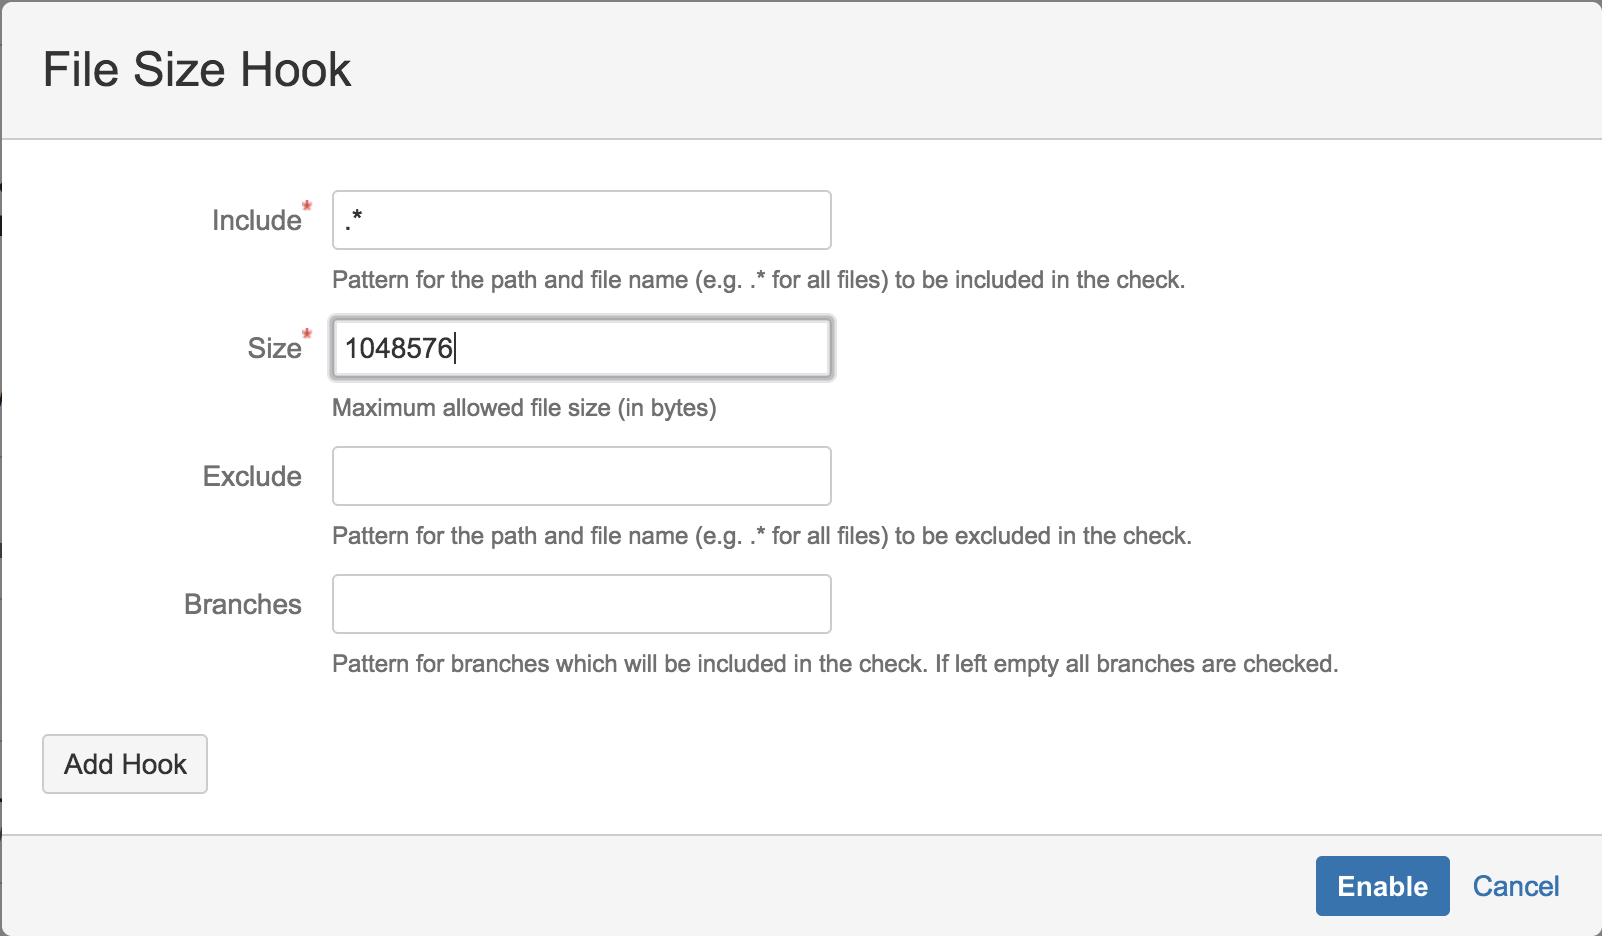 File Size Hook
Include*
.*
Pattern for the path and file name (e.g. .* for all files) to be included in the check.
Size*
1048576
Maximum allowed file size (in bytes)
Exclude
Pattern for the path and file name (e.g. .* for all files) to be excluded in the check.
Branches
Pattern for branches which will be included in the check. If left empty all branches are checked.
Add Hook
Enable
Cancel